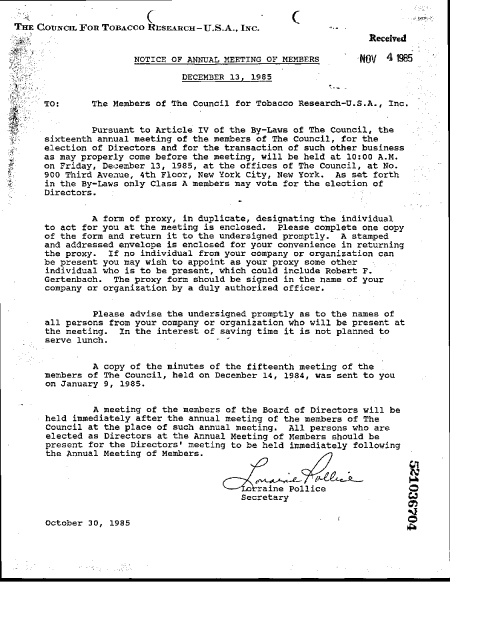 THE COUNCIL FOR TOBACCO RESEARCH-U.S.A., INC.
Received
NOV 4 1985
NOTICE OF ANNUAL MEETING OF MEMBERS
DECEMBER 13, 1985
TO: The Members of The Council for Tobacco Research-U.S.A., Inc.
Pursuant to Article IV of the By-Laws of The Council, the
sixteenth annual meeting of the members of The Council, for the
election of Directors and for the transaction of such other business
as may properly come before the meeting, will be held at 10:00 A.M.
on Friday, December 13, 1985, at the offices of The Council, at No.
900 Third Avenue, 4th Floor, New York City, New York. As set forth
in the By-Laws only Class A members may vote for the election of
Directors.
A form of proxy, in duplicate, designating the individual
to act for you at the meeting is enclosed. Please complete one copy
of the form and return it to the undersigned promptly. A stamped
and addressed envelope is enclosed for your convenience in returning
the proxy. If no individual from your company or organization can
be present you may wish to appoint as your proxy some other
individual who is to be present, which could include Robert F.
Gertenbach. The proxy form should be signed in the name of your
company or organization by a duly authorized officer.
Please advise the undersigned promptly as to the names of
all persons from your company or organization who will be present at
the meeting. In the interest of saving time it is not planned to
serve lunch.
A copy of the minutes of the fifteenth meeting of the
members of The Council, held on December 14, 1984, was sent to you
on January 9, 1985.
A meeting of the members of the Board of Directors will be
held immediately after the annual meeting of the members of The
Council at the place of such annual meeting. All persons who are
elected as Directors at the Annual Meeting of Members should be
present for the Directors' meeting to be held immediately following
the Annual Meeting of Members.
Lorraine Pollice
Lorraine Pollice
Secretary
October 30, 1985
521036704